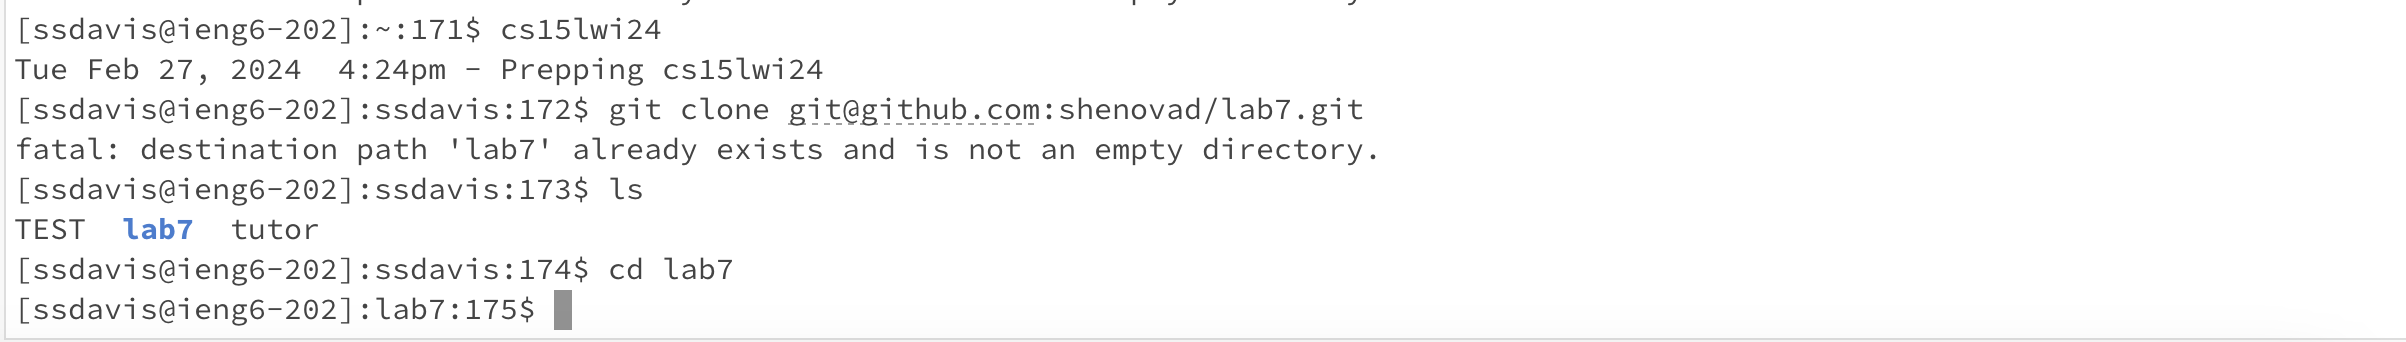 [ssdavis@ieng6-202]:~:171$ cs15lwi24
Tue Feb 27, 2024  4:24pm - Prepping cs15lwi24
[ssdavis@ieng6-202]:ssdavis:172$ git clone git@github.com:shenovad/lab7.git
fatal: destination path 'lab7' already exists and is not an empty directory.
[ssdavis@ieng6-202]:ssdavis:173$ ls
TEST  lab7  tutor
[ssdavis@ieng6-202]:ssdavis:174$ cd lab7
[ssdavis@ieng6-202]:lab7:175$